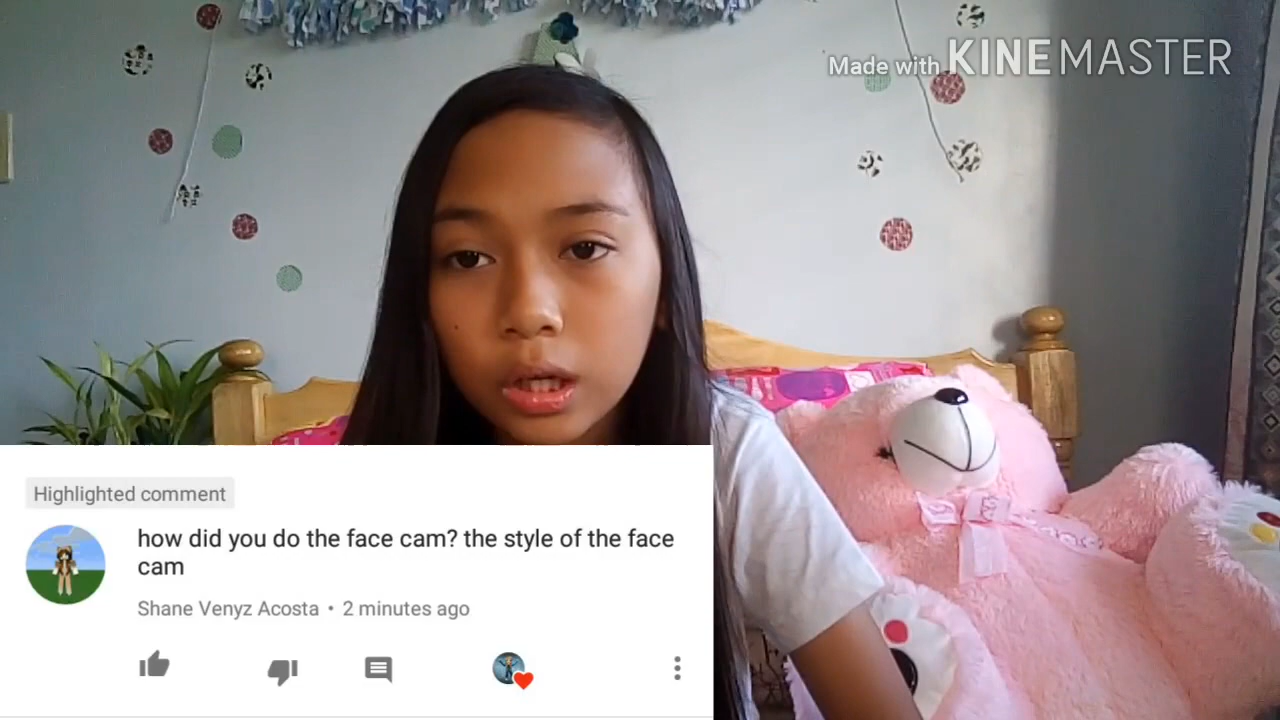 Made with KINEMASTER
Highlighted comment
how did you do the face cam? the style of the face
cam
Shane Venyz Acosta • 2 minutes ago